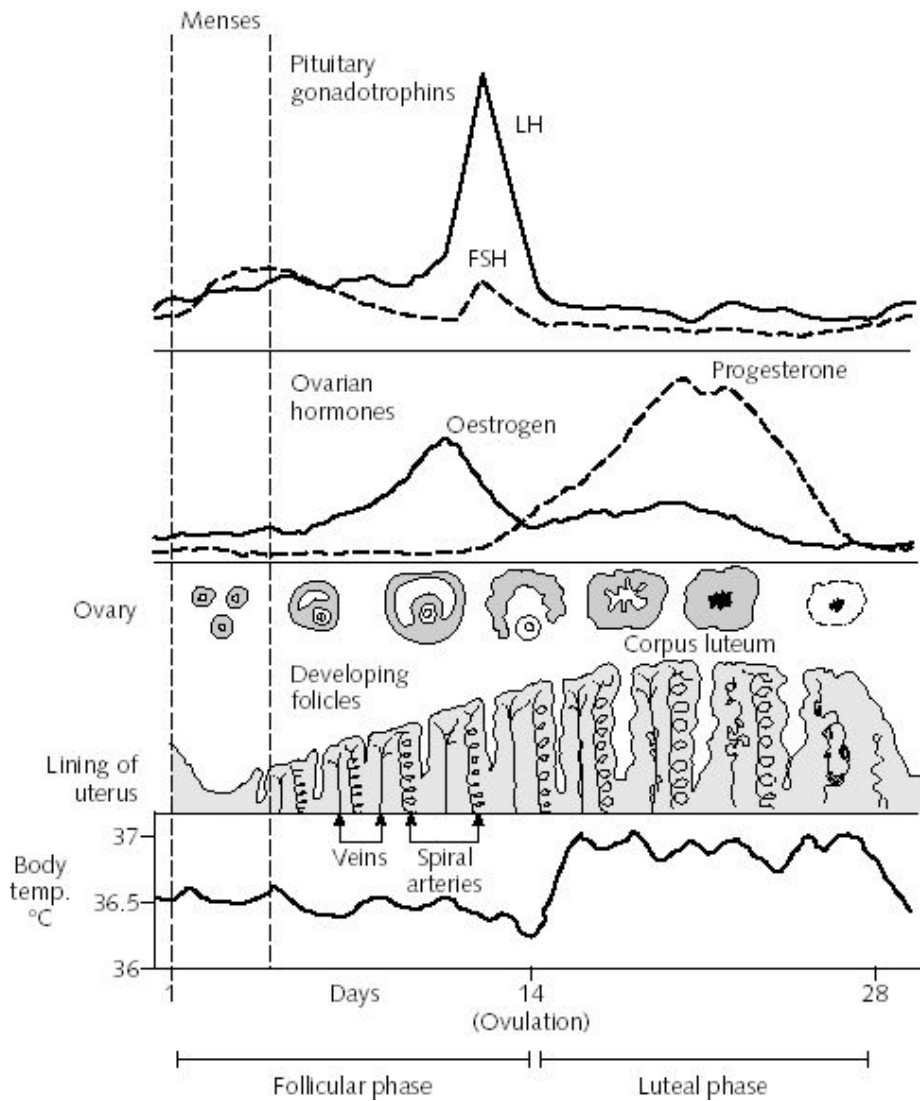 Menses
Pituitary
gonadotrophins
LH
FSH
Progesterone
Ovarian
hormones
Oestrogen
Ovary
Corpus luteum
Developing
folicles
Lining of
uterus
Veins
Spiral
arteries
Body
temp.
°C
37
36.5
36
1
Days
14
28
(Ovulation)
Follicular phase
Luteal phase